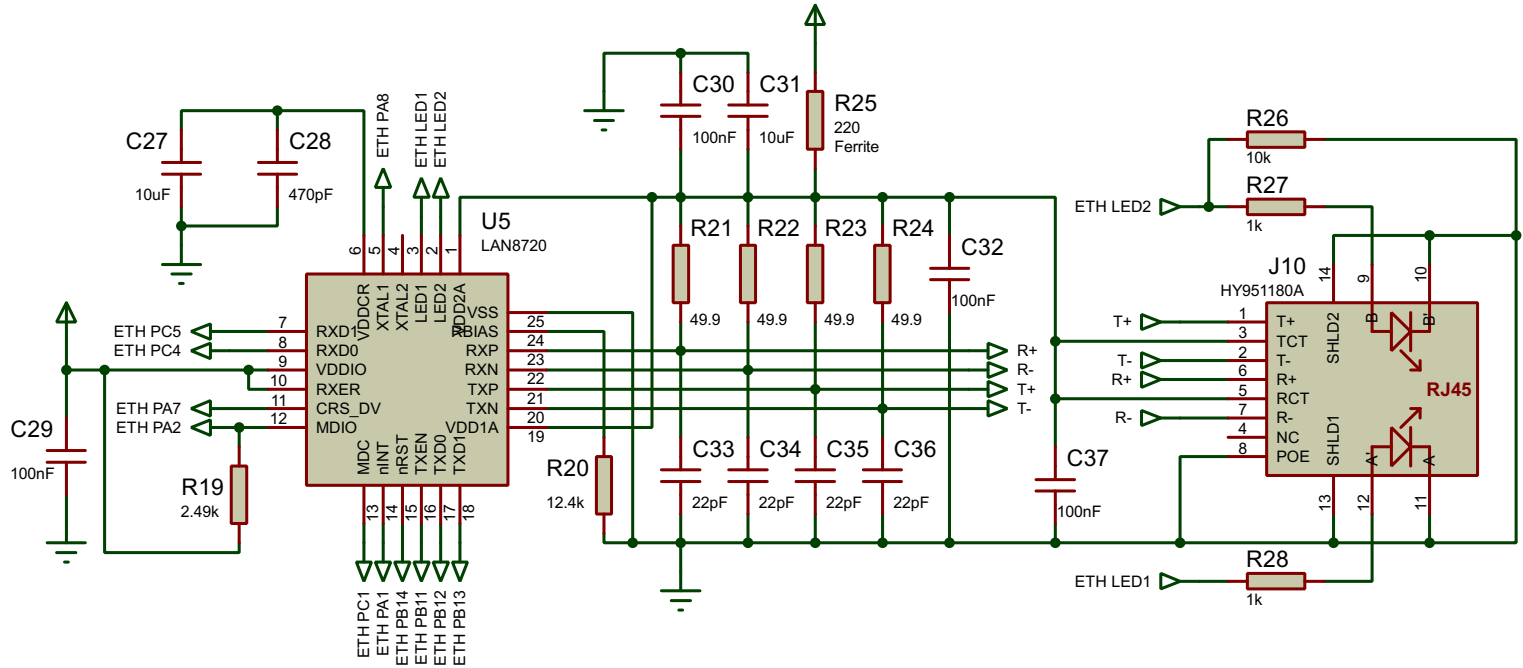 C30
100nF
C31
10uF
R25
220
Ferrite
C27
10uF
C28
470pF
ETH PA8
ETH LED1
ETH LED2
U5
LAN8720
6
5
4
3
2
1
VDDCR
XTAL1
XTAL2
LED1
LED2
VDD2A
ETH PC5
7
RXD1
ETH PC4
8
RXD0
9
VDDIO
10
RXER
ETH PA7
11
CRS_DV
ETH PA2
12
MDIO
VSS
25
RBIAS
24
RXP
23
RXN
22
TXP
21
TXN
20
VDD1A
19
MDC
nINT
nRST
TXEN
TXD0
TXD1
13
14
15
16
17
18
ETH PC1
ETH PA1
ETH PB14
ETH PB11
ETH PB12
ETH PB13
C29
100nF
R19
2.49k
R20
12.4k
R21
49.9
R22
49.9
R23
49.9
R24
49.9
C32
100nF
R+
R-
T+
T-
C33
22pF
C34
22pF
C35
22pF
C36
22pF
C37
100nF
R26
10k
R27
1k
ETH LED2
J10
HY951180A
14
9
10
SHLD2
B
B'
T+
1
T+
3
TCT
T-
2
T-
R+
6
R+
5
RCT
R-
7
R-
4
NC
8
POE
RJ45
SHLD1
A'
A
13
12
11
R28
1k
ETH LED1